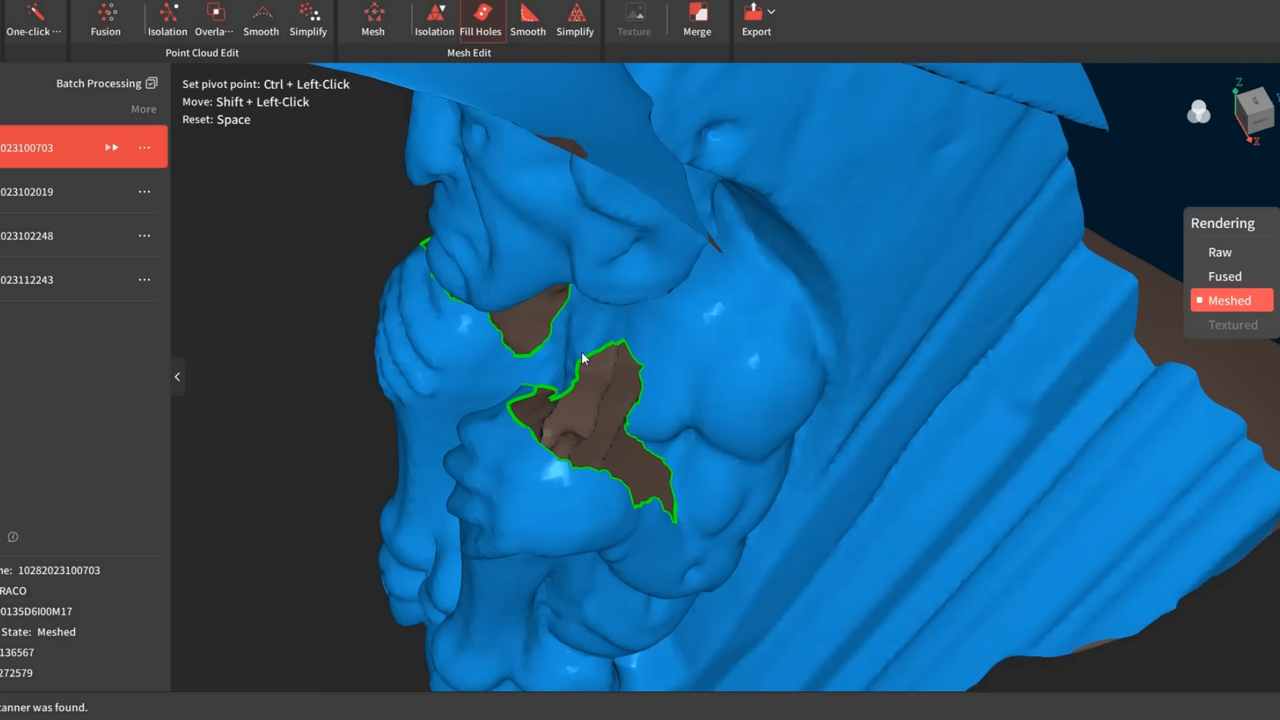 One-click ···
Fusion
Isolation
Overla···
Smooth
Simplify
Mesh
Isolation
Fill Holes
Smooth
Simplify
Texture
Merge
Export
Point Cloud Edit
Mesh Edit
Batch Processing
More
023100703
023102019
023102248
023112243
Set pivot point: Ctrl + Left-Click
Move: Shift + Left-Click
Reset: Space
Z
X
Rendering
Raw
Fused
Meshed
Textured
ne: 10282023100703
RACO
0135D6I00M17
State: Meshed
136567
272579
canner was found.